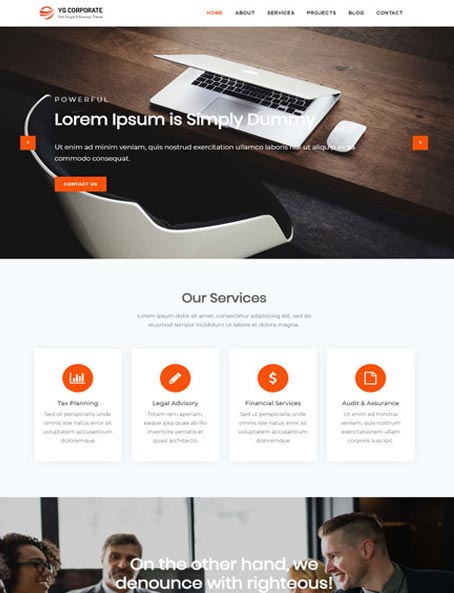 YG CORPORATE
Free Drupal 9 Business Theme
HOME ABOUT SERVICES PROJECTS BLOG CONTACT
POWERFUL
Lorem Ipsum is Simply Dummy
Ut enim ad minim veniam, quis nostrud exercitation ullamco laboris nisi ut aliquip ex ea
commodo consequat.
CONTACT US
Our Services
Lorem ipsum dolor sit amet, consectetur adipiscing elit, sed do
eiusmod tempor incididunt ut labore et dolore magna.
Tax Planning
Sed ut perspiciatis unde
omnis iste natus error sit
voluptatem accusantium
doloremque
Legal Advisory
Totam rem aperiam,
eaque ipsa quae ab illo
inventore veritatis et
quasi architecto
Financial Services
Sed ut perspiciatis unde
omnis iste natus error sit
voluptatem accusantium
doloremque
Audit & Assurance
Ut enim ad minima
veniam, quis nostrum
exercitationem ullam
corporis suscipit.
On the other hand, we
denounce with righteous!